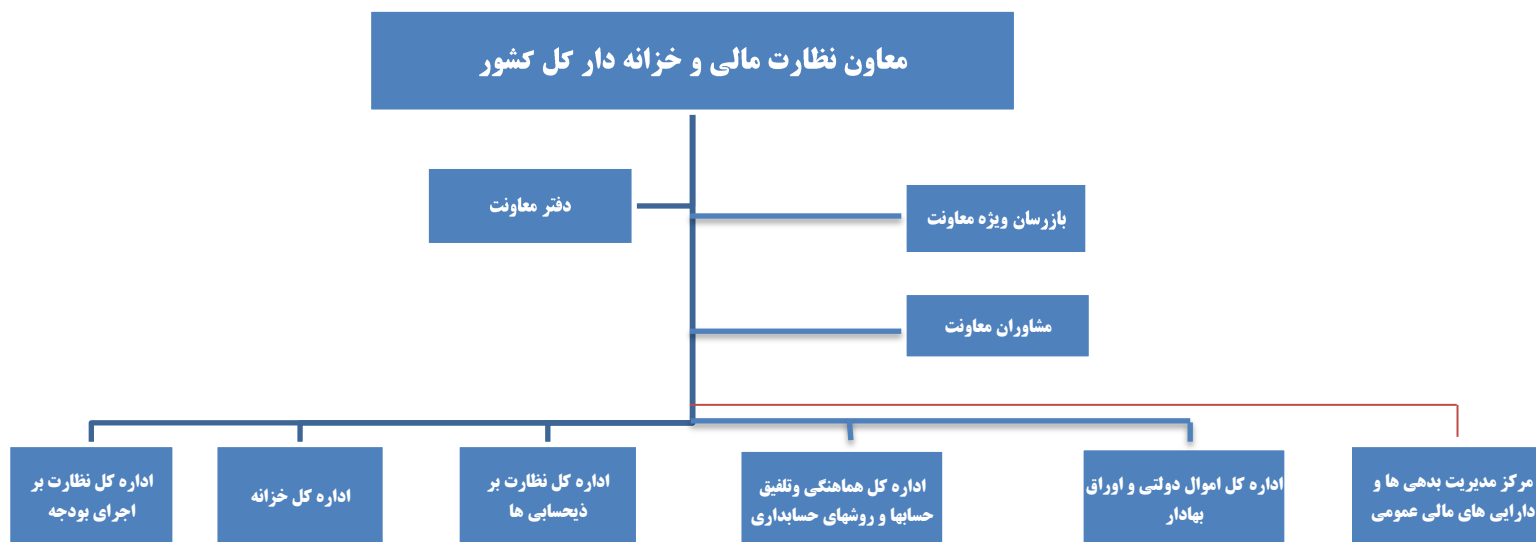 معاون نظارت مالی و خزانه دار کل کشور
دفتر معاونت
بازرسان ویژه معاونت
مشاوران معاونت
مرکز مدیریت بدهی ها و
دارایی های مالی عمومی
اداره کل اموال دولتی و اوراق
بهادار
اداره کل هماهنگی وتلفیق
حسابها و روشهای حسابداری
اداره کل نظارت بر
ذیحسابی ها
اداره کل خزانه
اداره کل نظارت بر
اجرای بودجه